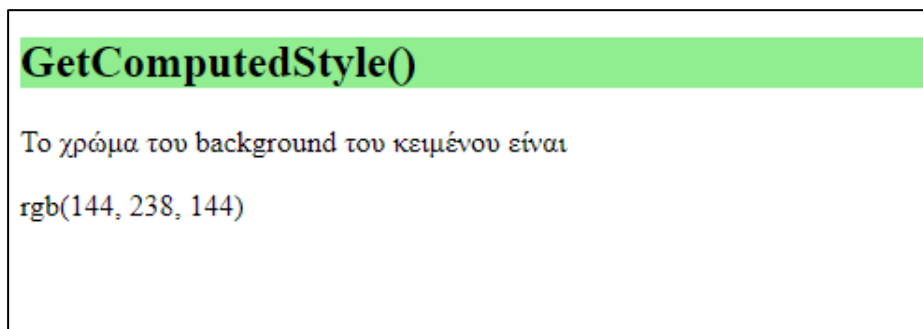 GetComputedStyle()
Το χρώμα του background του κειμένου είναι
rgb(144, 238, 144)